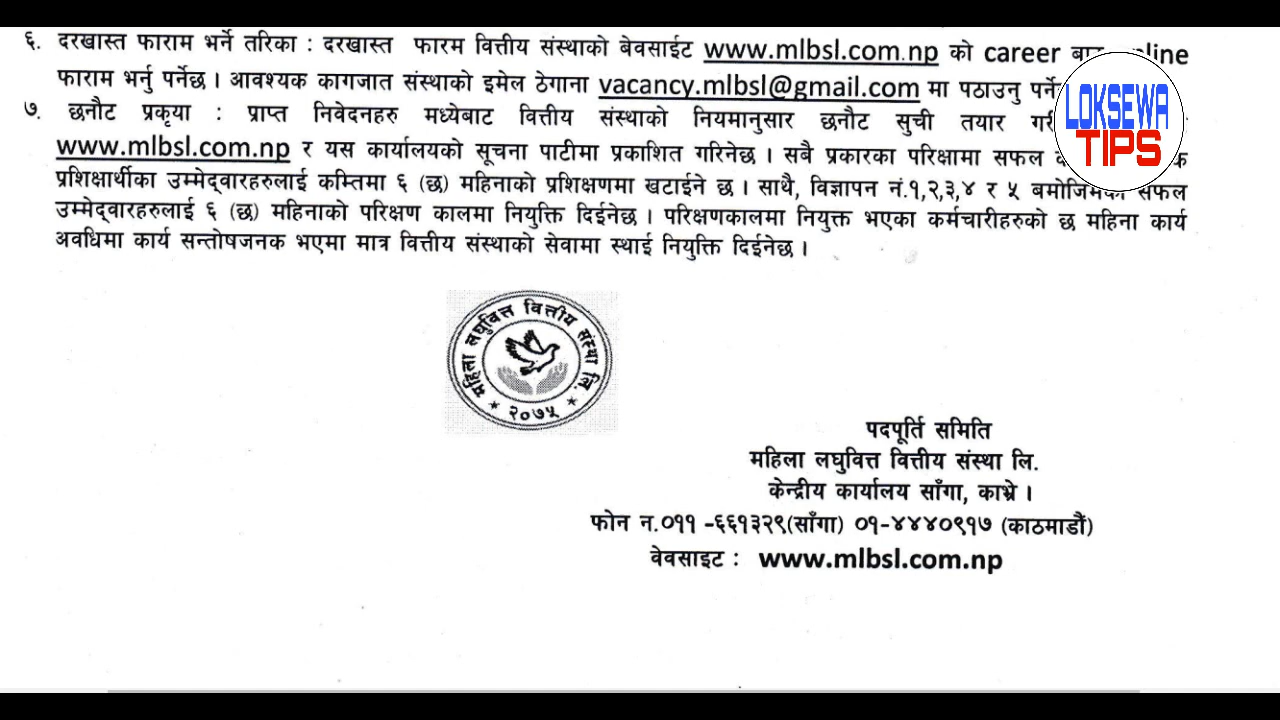 ६. दरखास्त फाराम भर्ने तरिका : दरखास्त फारम वित्तीय संस्थाको बेवसाईट www.mlbsl.com.np को career
फाराम भर्नु पर्नेछ । आवश्यक कागजात संस्थाको इमेल ठेगाना vacancy.mlbsl@gmail.com मा पठाउनु
७. छनौट प्रकृया : प्राप्त निवेदनहरु मध्येबाट वित्तीय संस्थाको नियमानुसार छनौट सुची तयार
LOKSEWA
TIPS
www.mlbsl.com.np र यस कार्यालयको सूचना पाटीमा प्रकाशित गरिनेछ । सबै प्रकारका परिक्षामा सफल
प्रशिक्षार्थीका उम्मेद्वारहरुलाई कम्तिमा ६ (छ) महिनाको प्रशिक्षणमा खटाईने छ । साथै, विज्ञापन नं.१,२,३,४ र ५ बमोजिमका सफल
उम्मेद्वारहरुलाई ६ (छ) महिनाको परिक्षण कालमा नियुक्ति दिईनेछ । परिक्षणकालमा नियुक्त भएका कर्मचारीहरुको छ महिना कार्य
अवधिमा कार्य सन्तोषजनक भएमा मात्र वित्तीय संस्थाको सेवामा स्थाई नियुक्ति दिईनेछ ।
महिला लघुवित्त वित्तीय संस्था लि.
२०७५
पदपूर्ति समिति
महिला लघुवित्त वित्तीय संस्था लि.
केन्द्रीय कार्यालय साँगा, काभ्रे ।
फोन न.०११ -६६१३२९(साँगा) ०१-४४४०९१७ (काठमाडौं)
वेवसाइट : www.mlbsl.com.np